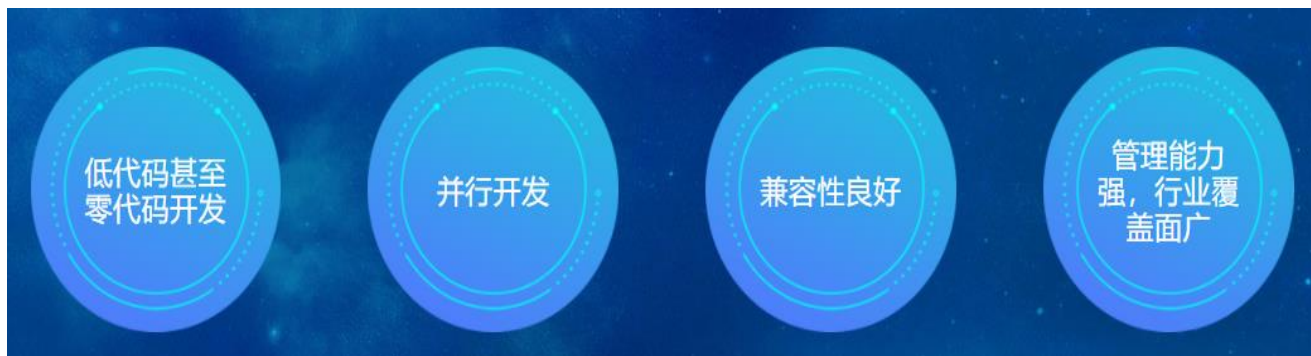 低代码甚至
零代码开发
并行开发
兼容性良好
管理能力
强，行业覆
盖面广